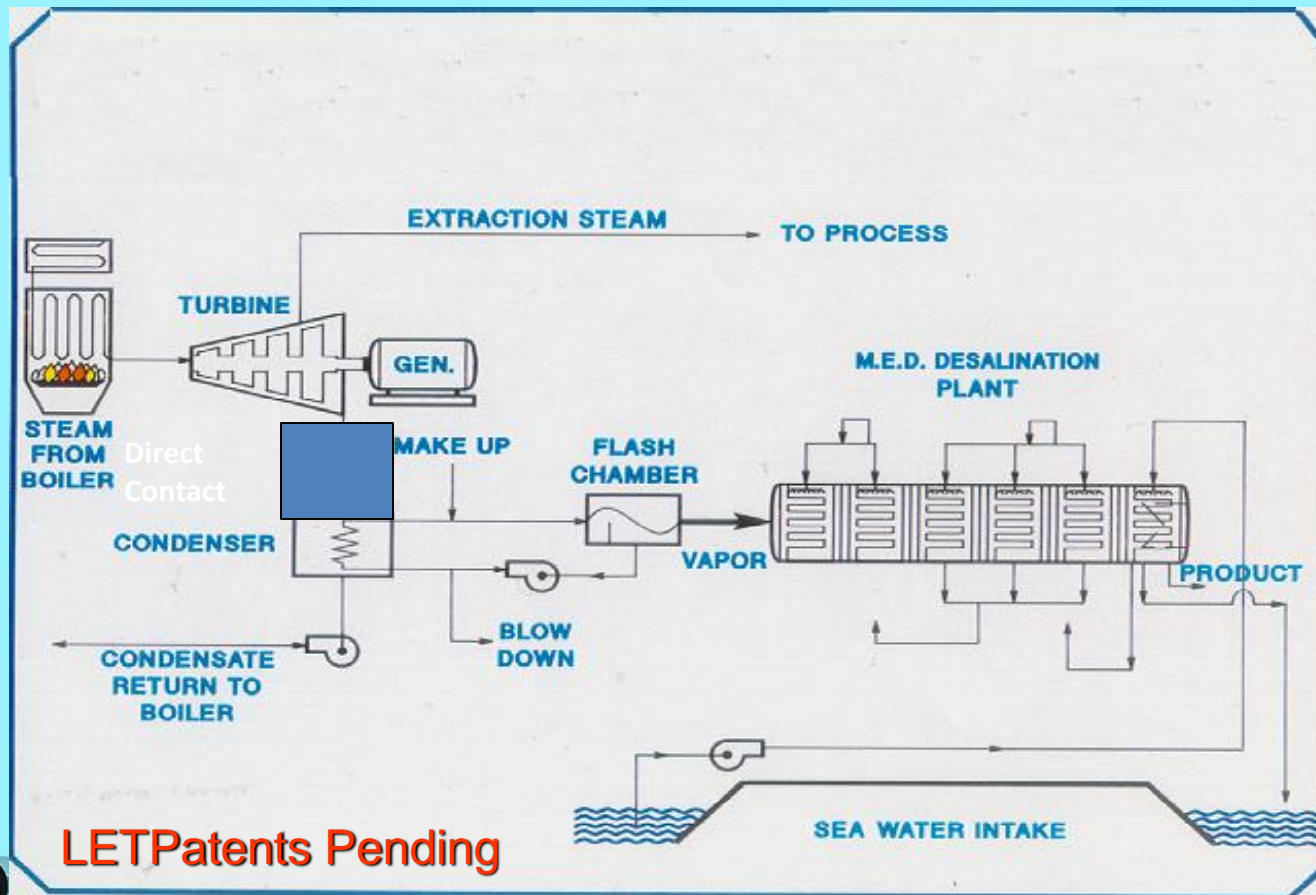 EXTRACTION STEAM
TO PROCESS
TURBINE
GEN.
M.E.D. DESALINATION
PLANT
STEAM
FROM
BOILER
Direct
Contact
MAKE UP
FLASH
CHAMBER
CONDENSER
VAPOR
PRODUCT
BLOW
DOWN
CONDENSATE
RETURN TO
BOILER
SEA WATER INTAKE
LETPatents Pending